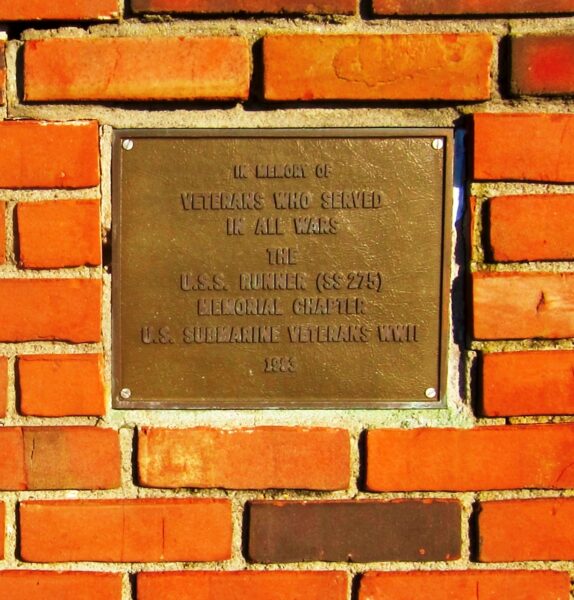 IN MEMORY OF
VETERANS WHO SERVED
IN ALL WARS
THE
U.S.S. RUNNER (SS 275)
MEMORIAL CHAPTER
U.S. SUBMARINE VETERANS WWII